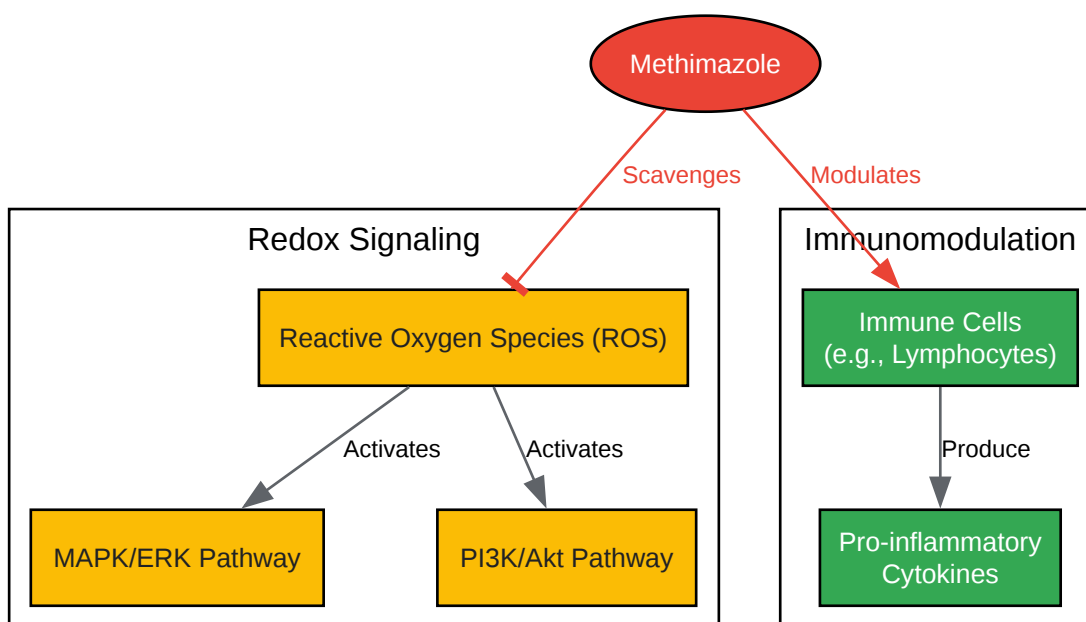 Methimazole
Scavenges
Modulates
Redox Signaling
Immunomodulation
Reactive Oxygen Species (ROS)
Immune Cells
(e.g., Lymphocytes)
Activates
Activates
Produce
MAPK/ERK Pathway
PI3K/Akt Pathway
Pro-inflammatory
Cytokines